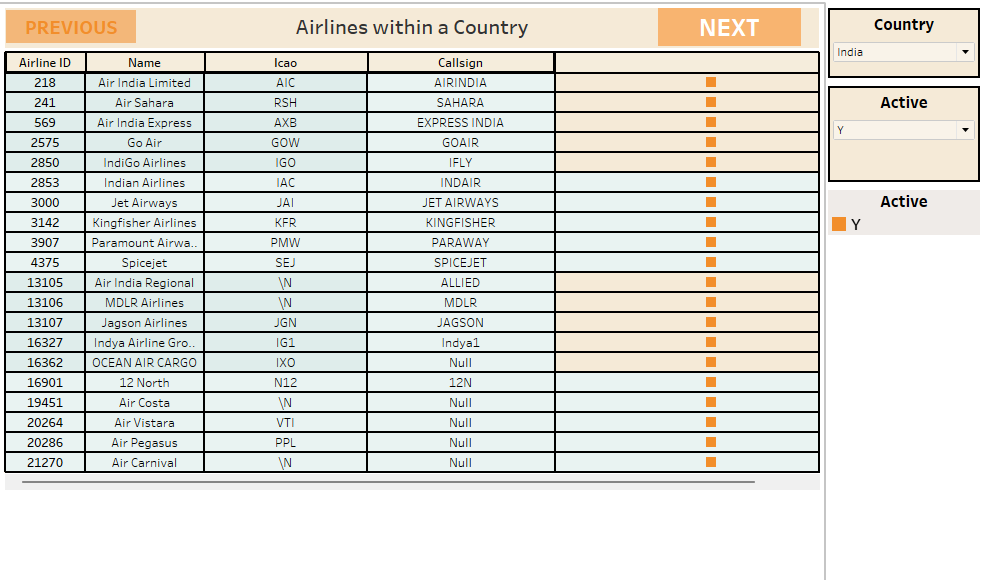 PREVIOUS Airlines within a Country NEXT
Country
India
Active
Y
Active
Y
Airline ID Name Icao Callsign
218 Air India Limited AIC AIRINDIA
241 Air Sahara RSH SAHARA
569 Air India Express AXB EXPRESS INDIA
2575 Go Air GOW GOAIR
2850 IndiGo Airlines IGO IFLY
2853 Indian Airlines IAC INDAIR
3000 Jet Airways JAI JET AIRWAYS
3142 Kingfisher Airlines KFR KINGFISHER
3907 Paramount Airwa.. PMW PARAWAY
4375 Spicejet SEJ SPICEJET
13105 Air India Regional \N ALLIED
13106 MDLR Airlines \N MDLR
13107 Jagson Airlines JGN JAGSON
16327 Indya Airline Gro.. IG1 Indya1
16362 OCEAN AIR CARGO IXO Null
16901 12 North N12 12N
19451 Air Costa \N Null
20264 Air Vistara VTI Null
20286 Air Pegasus PPL Null
21270 Air Carnival \N Null